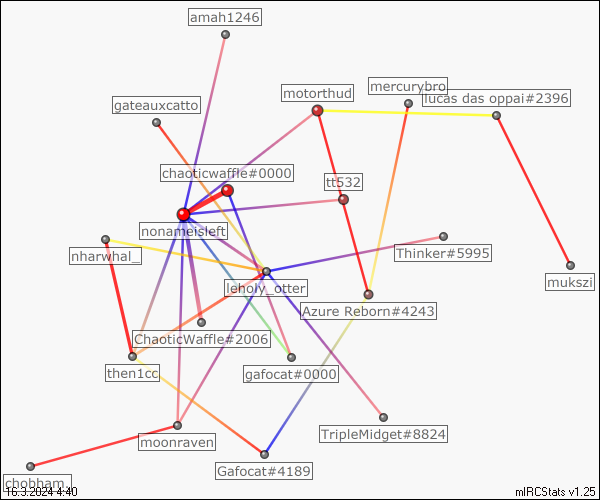 amah1246
mercurybro
motorthud
lucas das oppai#2396
gateauxcatto
chaoticwaffle#0000
tt532
nonameisleft
Thinker#5995
nharwhal_
mukszi
leholy_otter
Azure Reborn#4243
ChaoticWaffle#2006
then1cc
gafocat#0000
TripleMidget#8824
moonraven
Gafocat#4189
chobham_
16.3.2024 4:40
mIRCStats v1.25